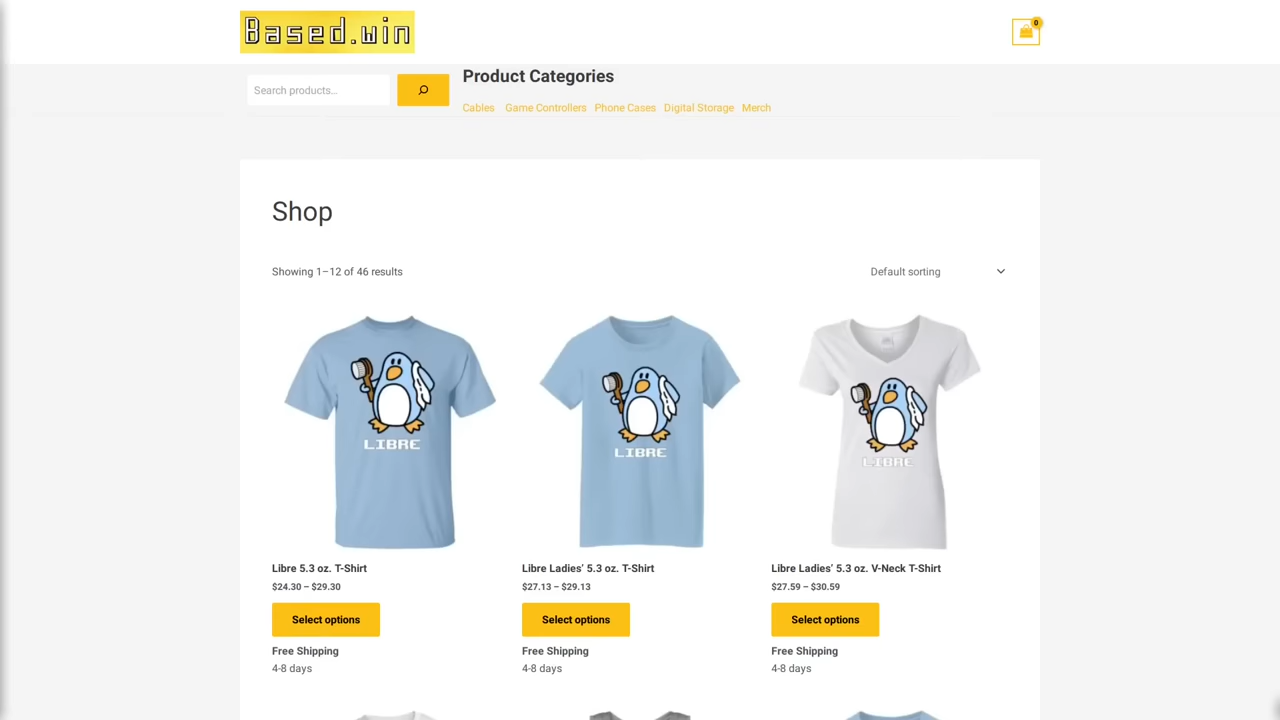 Based.win
0
Search products…
Product Categories
Cables Game Controllers Phone Cases Digital Storage Merch
Shop
Showing 1–12 of 46 results
Default sorting
LIBRE
LIBRE
LIBRE
Libre 5.3 oz. T-Shirt
$24.30 – $29.30
Select options
Free Shipping
4-8 days
Libre Ladies’ 5.3 oz. T-Shirt
$27.13 – $29.13
Select options
Free Shipping
4-8 days
Libre Ladies’ 5.3 oz. V-Neck T-Shirt
$27.59 – $30.59
Select options
Free Shipping
4-8 days